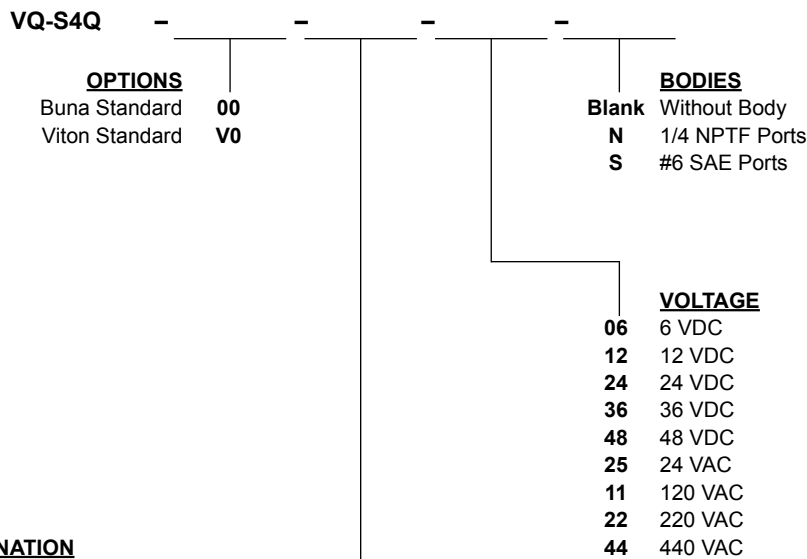 VQ-S4Q – – – –
OPTIONS
Buna Standard 00
Viton Standard V0
BODIES
Blank Without Body
N 1/4 NPTF Ports
S #6 SAE Ports
VOLTAGE
06 6 VDC
12 12 VDC
24 24 VDC
36 36 VDC
48 48 VDC
25 24 VAC
11 120 VAC
22 220 VAC
44 440 VAC
NATION